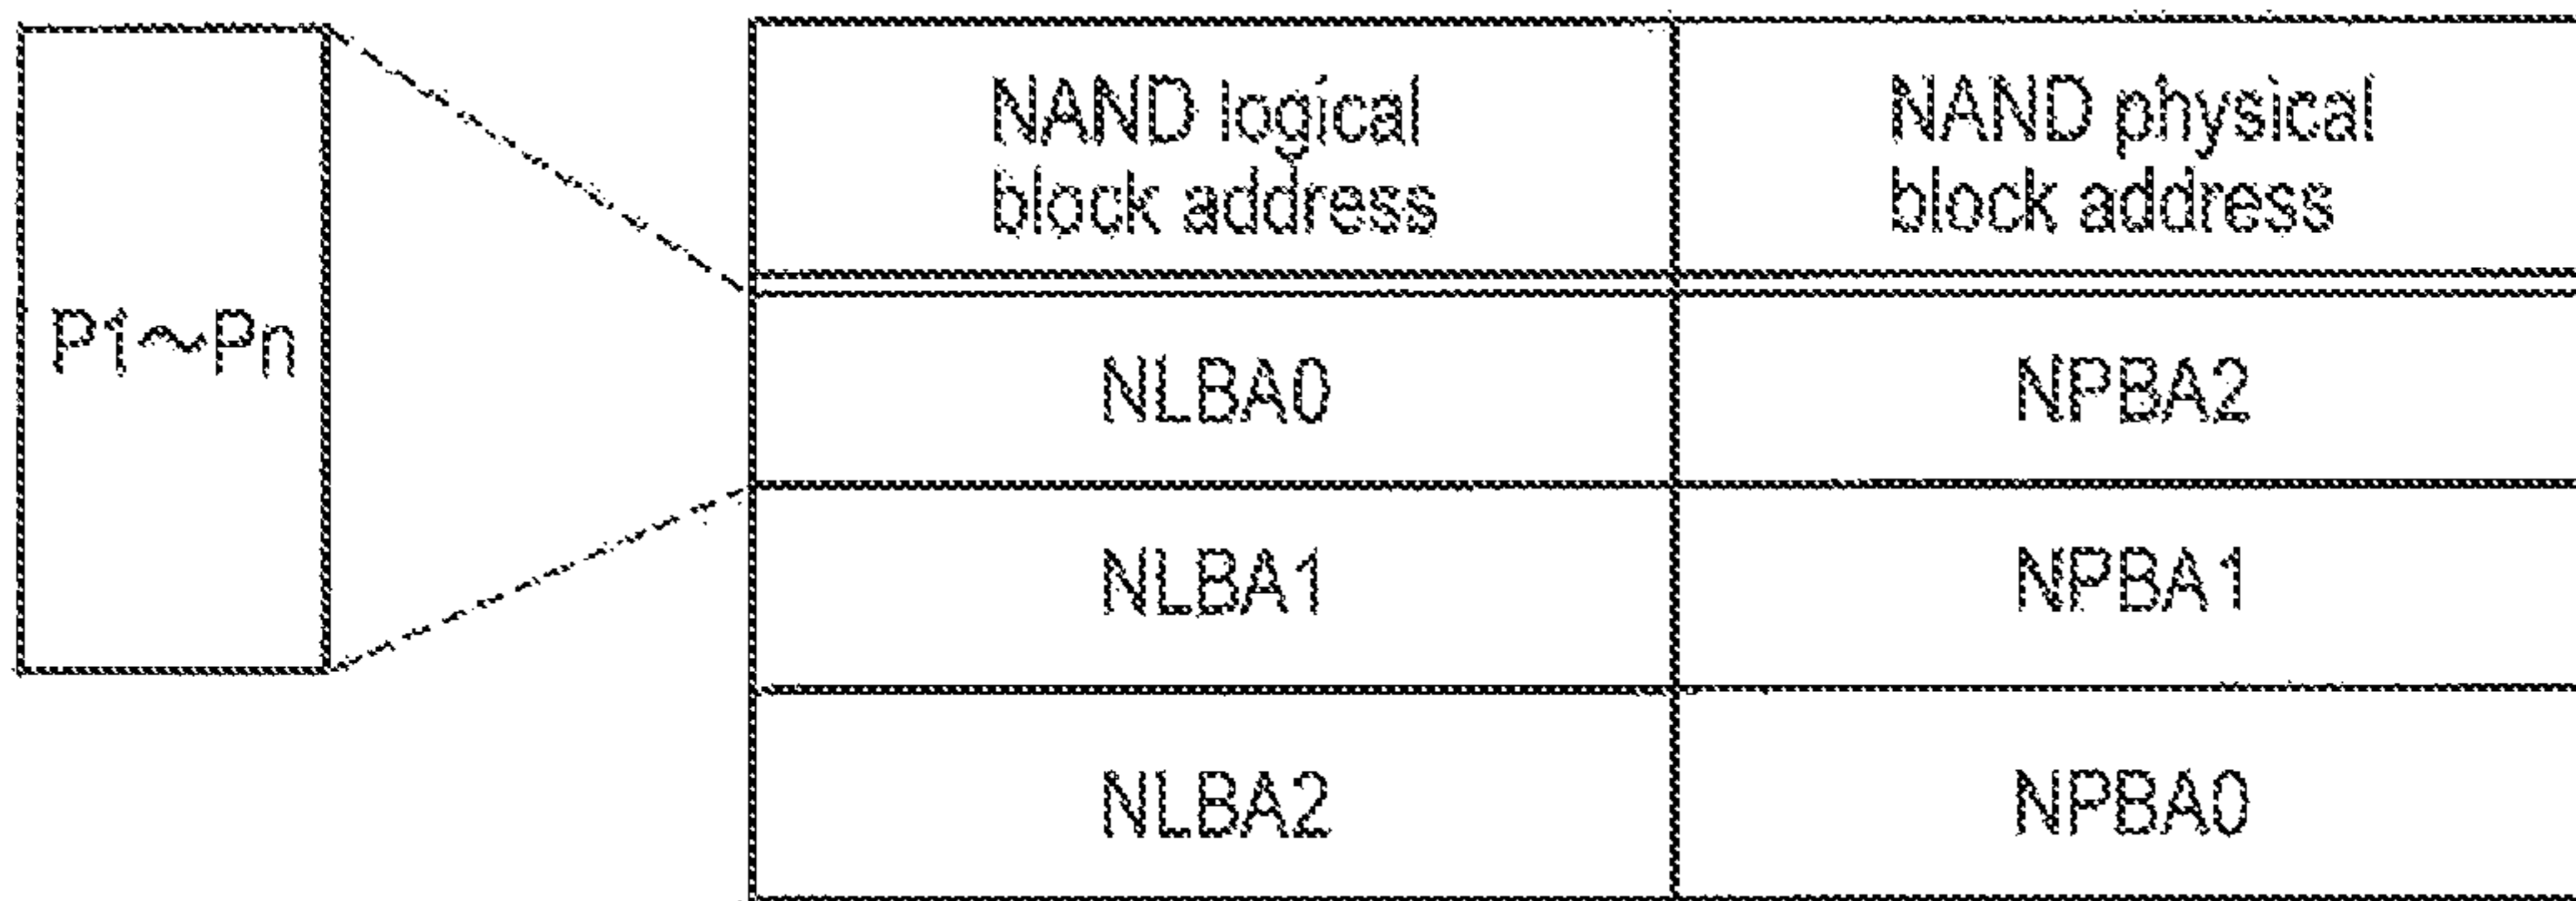 P1~Pn
NAND logical
block address
NAND physical
block address
NLBA0
NPBA2
NLBA1
NPBA1
NLBA2
NPBA0